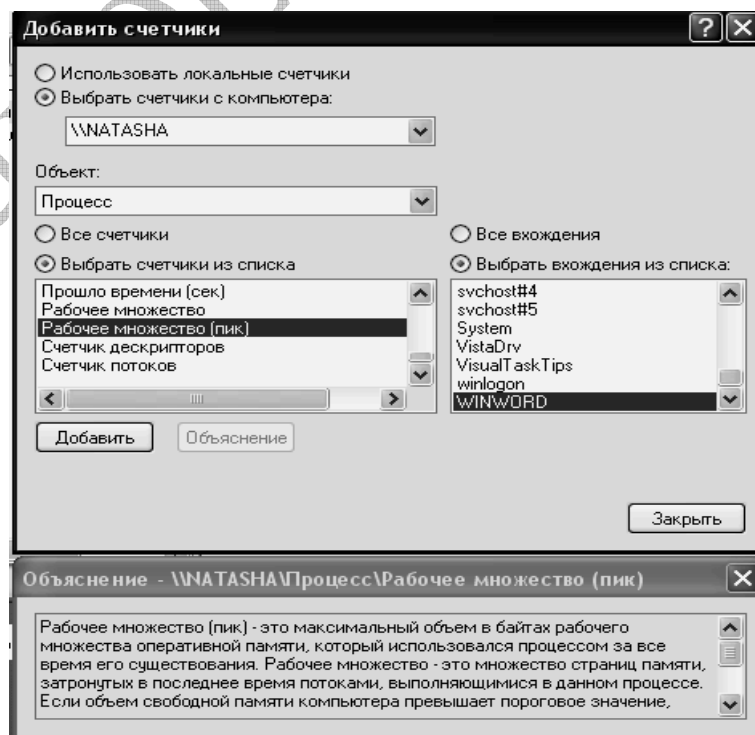 Добавить счетчики
Использовать локальные счетчики
Выбрать счетчики с компьютера:
\\NATASHA
Объект:
Процесс
Все счетчики
Все вхождения
Выбрать счетчики из списка
Выбрать вхождения из списка:
Прошло времени (сек)
Рабочее множество
Рабочее множество (пик)
Счетчик дескрипторов
Счетчик потоков
svchost#4
svchost#5
System
VistaDrv
VisualTaskTips
winlogon
WINWORD
Добавить
Объяснение
Закрыть
Объяснение - \\NATASHA\Процесс\Рабочее множество (пик)
Рабочее множество (пик) - это максимальный объем в байтах рабочего
множества оперативной памяти, который использовался процессом за все
время его существования. Рабочее множество - это множество страниц памяти,
затронутых в последнее время потоками, выполняющимися в данном процессе.
Если объем свободной памяти компьютера превышает пороговое значение,